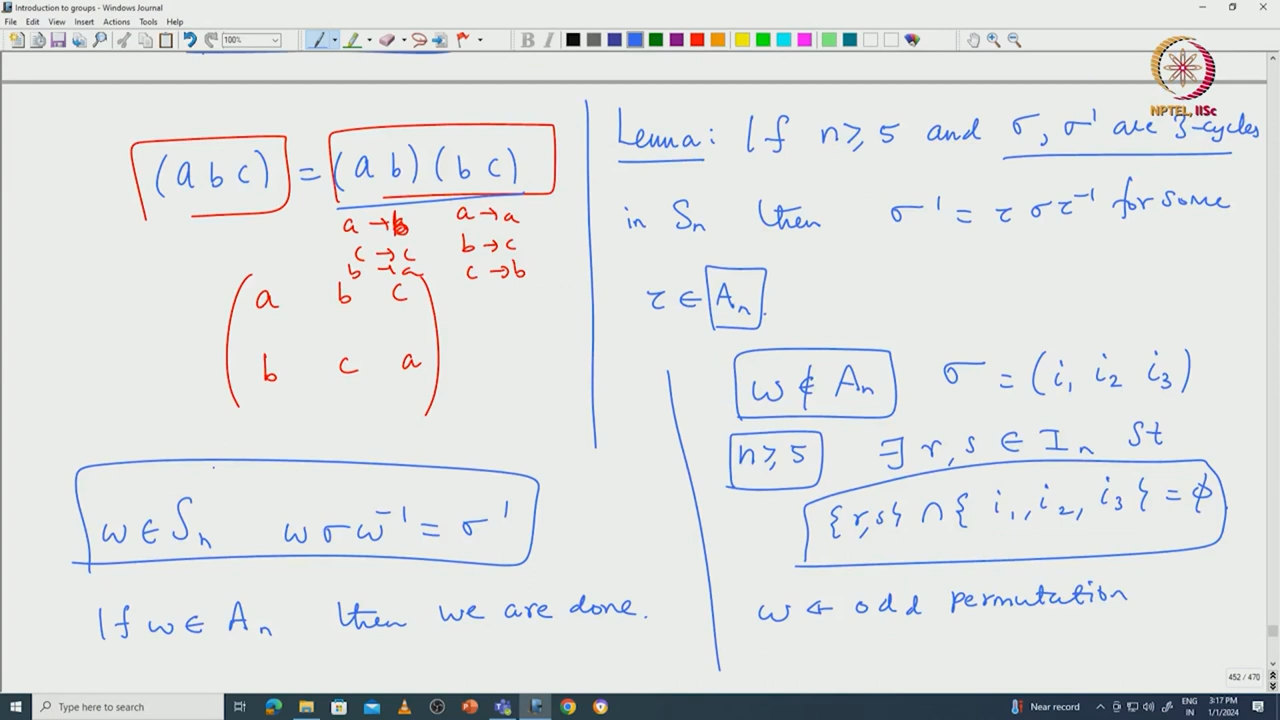 Introduction to groups - Windows Journal
File Edit View Insert Actions Tools Help
100%
B I
NPTEL, IISc
(a b c) = (a b) (b c)
a → b a → a
c → c b → c
b → a c → b
a b c
b c a
ω ∈ Sn ω σ ω⁻¹ = σ'
If ω ∈ An then we are done.
Lemma: If n ≥ 5 and σ, σ' are 3-cycles
in Sn then σ' = τ σ τ⁻¹ for some
τ ∈ An.
ω ∉ An σ = (i₁ i₂ i₃)
n ≥ 5 ∃ r, s ∈ In st
{r, s} ∩ { i₁, i₂, i₃ } = φ
ω ← odd permutation
452 / 470
Type here to search
Near record
ENG
IN
3:17 PM
1/1/2024